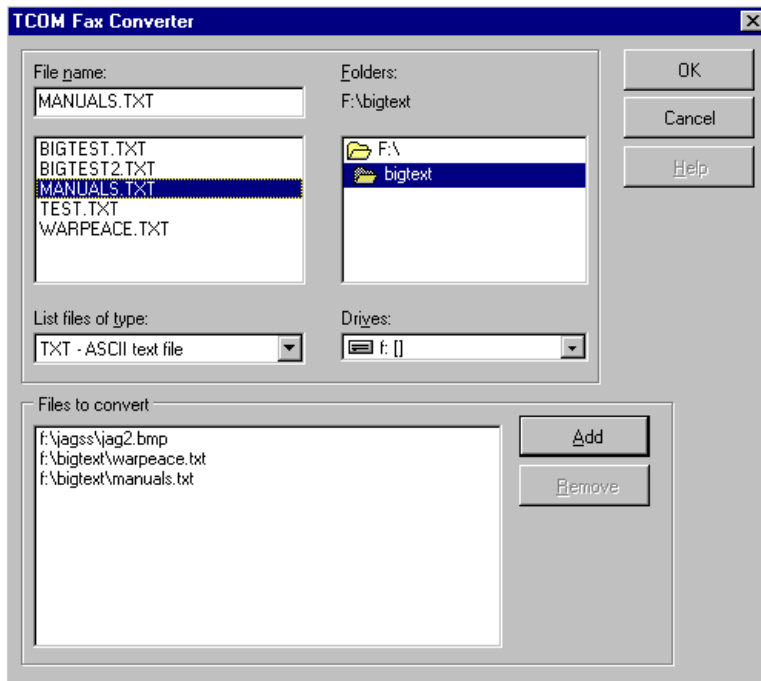 TCOM Fax Converter
File name:
MANUALS.TXT
BIGTEST.TXT
BIGTEST2.TXT
MANUALS.TXT
TEST.TXT
WARPEACE.TXT
List files of type:
TXT - ASCII text file
Folders:
F:\bigtext
F:\
bigtext
Drives:
f: []
OK
Cancel
Help
Files to convert
f:\jagss\jag2.bmp
f:\bigtext\warpeace.txt
f:\bigtext\manuals.txt
Add
Remove